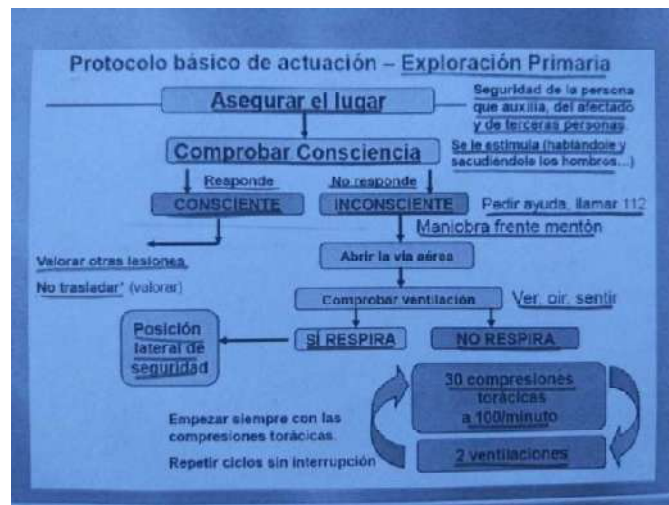 Protocolo básico de actuación – Exploración Primaria
Asegurar el lugar
Seguridad de la persona
que auxilia, del afectado
y de terceras personas.
Comprobar Consciencia
Se le estimula (hablándole y
sacudiéndole los hombros...)
Responde
No responde
CONSCIENTE
INCONSCIENTE
Pedir ayuda, llamar 112
Maniobra frente mentón
Abrir la vía aérea
Valorar otras lesiones
No trasladar* (valorar)
Comprobar ventilación
Ver, oir, sentir
Posición
lateral de
seguridad
SÍ RESPIRA
NO RESPIRA
30 compresiones
torácicas
a 100/minuto
Empezar siempre con las
compresiones torácicas.
Repetir ciclos sin interrupción
2 ventilaciones